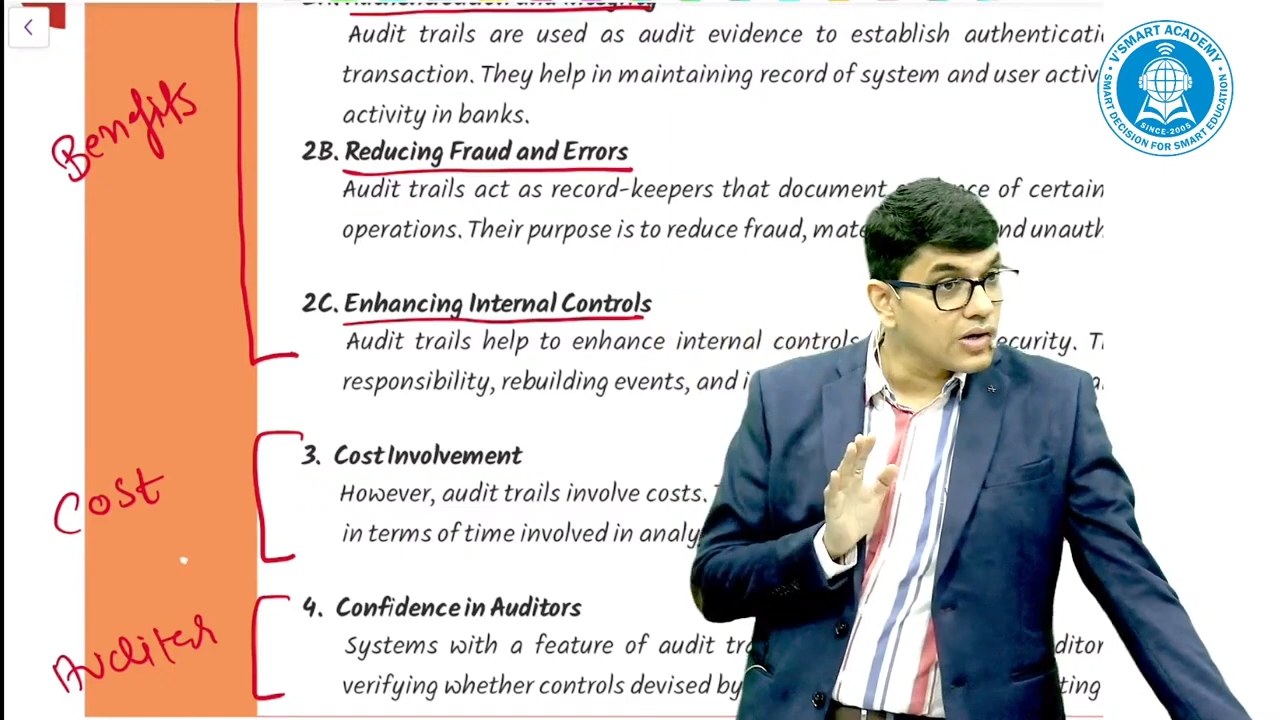 Audit trails are used as audit evidence to establish
transaction. They help in maintaining record of system and user
activity in banks.
2B. Reducing Fraud and Errors
Audit trails act as record-keepers that document of certain
operations. Their purpose is to reduce fraud, and
2C. Enhancing Internal Controls
Audit trails help to enhance internal controls
responsibility, rebuilding events, and
3. Cost Involvement
However, audit trails involve costs.
in terms of time involved in
4. Confidence in Auditors
Systems with a feature of audit
verifying whether controls devised by
Benefits
Cost
Auditor
V'SMART ACADEMY
SINCE-2005
SMART DECISION FOR SMART EDUCATION